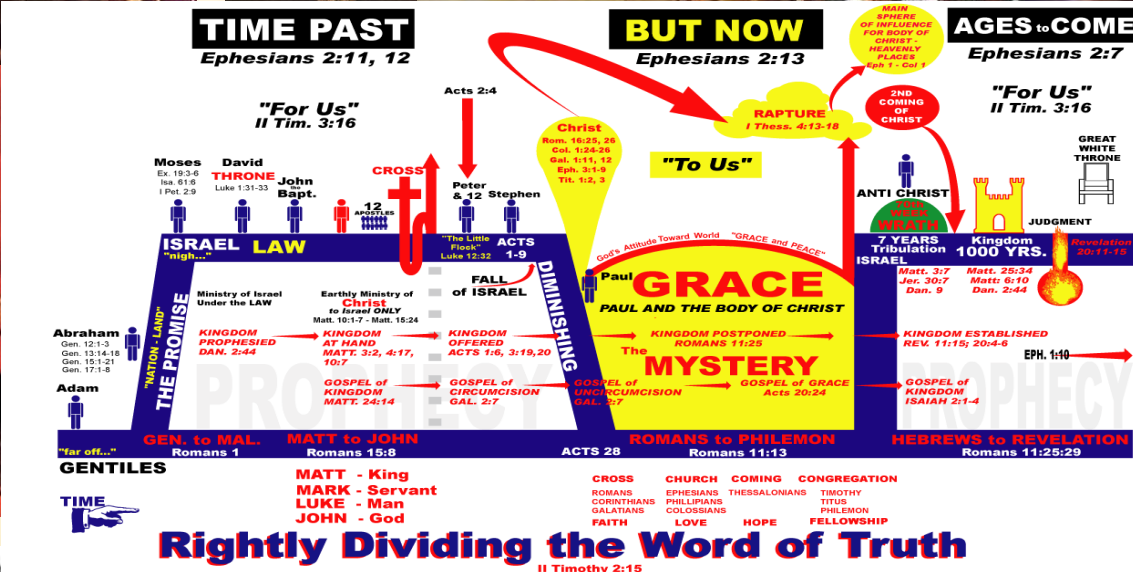 TIME PAST
Ephesians 2:11, 12
BUT NOW
Ephesians 2:13
AGES to COME
Ephesians 2:7
MAIN
SPHERE
OF INFLUENCE
FOR BODY OF
CHRIST -
HEAVENLY
PLACES
Eph 1 - Col 1
"For Us"
II Tim. 3:16
Acts 2:4
Christ
Rom. 16:25, 26
Col. 1:24-26
Gal. 1:11, 12
Eph. 3:1-9
Tit. 1:2, 3
RAPTURE
I Thess. 4:13-18
"To Us"
2ND
COMING
OF
CHRIST
"For Us"
II Tim. 3:16
GREAT
WHITE
THRONE
Moses
Ex. 19:3-6
Isa. 61:6
I Pet. 2:9
David
THRONE
Luke 1:31-33
John
the
Bapt.
CROSS
12
APOSTLES
Peter
& 12
Stephen
ANTI CHRIST
70th
WEEK
WRATH
JUDGMENT
ISRAEL LAW
"nigh..."
"The Little
Flock"
Luke 12:32
ACTS
1-9
God's Attitude Toward World "GRACE and PEACE"
7 YEARS
Tribulation
ISRAEL
Kingdom
1000 YRS.
Revelation
20:11-15
Matt. 3:7
Jer. 30:7
Dan. 9
Matt. 25:34
Matt: 6:10
Dan. 2:44
"NATION - LAND"
THE PROMISE
Ministry of Israel
Under the LAW
Earthly Ministry of
Christ
to Israel ONLY
Matt. 10:1-7 - Matt. 15:24
FALL
of ISRAEL
DIMINISHING
Paul
GRACE
PAUL AND THE BODY OF CHRIST
Abraham
Gen. 12:1-3
Gen. 13:14-18
Gen. 15:1-21
Gen. 17:1-8
Adam
KINGDOM
PROPHESIED
DAN. 2:44
KINGDOM
AT HAND
MATT. 3:2, 4:17,
10:7
KINGDOM
OFFERED
ACTS 1:6, 3:19,20
KINGDOM POSTPONED
ROMANS 11:25
KINGDOM ESTABLISHED
REV. 11:15; 20:4-6
EPH. 1:10
The
MYSTERY
PROPHECY
PROPHECY
GOSPEL of
KINGDOM
MATT. 24:14
GOSPEL of
CIRCUMCISION
GAL. 2:7
GOSPEL of
UNCIRCUMCISION
GAL. 2:7
GOSPEL of GRACE
Acts 20:24
GOSPEL of
KINGDOM
ISAIAH 2:1-4
"far off..."
GEN. to MAL.
Romans 1
MATT to JOHN
Romans 15:8
ACTS 28
ROMANS to PHILEMON
Romans 11:13
HEBREWS to REVELATION
Romans 11:25:29
GENTILES
TIME
MATT - King
MARK - Servant
LUKE - Man
JOHN - God
CROSS CHURCH COMING CONGREGATION
ROMANS EPHESIANS THESSALONIANS TIMOTHY
CORINTHIANS PHILLIPIANS TITUS
GALATIANS COLOSSIANS PHILEMON
FAITH LOVE HOPE FELLOWSHIP
Rightly Dividing the Word of Truth
II Timothy 2:15